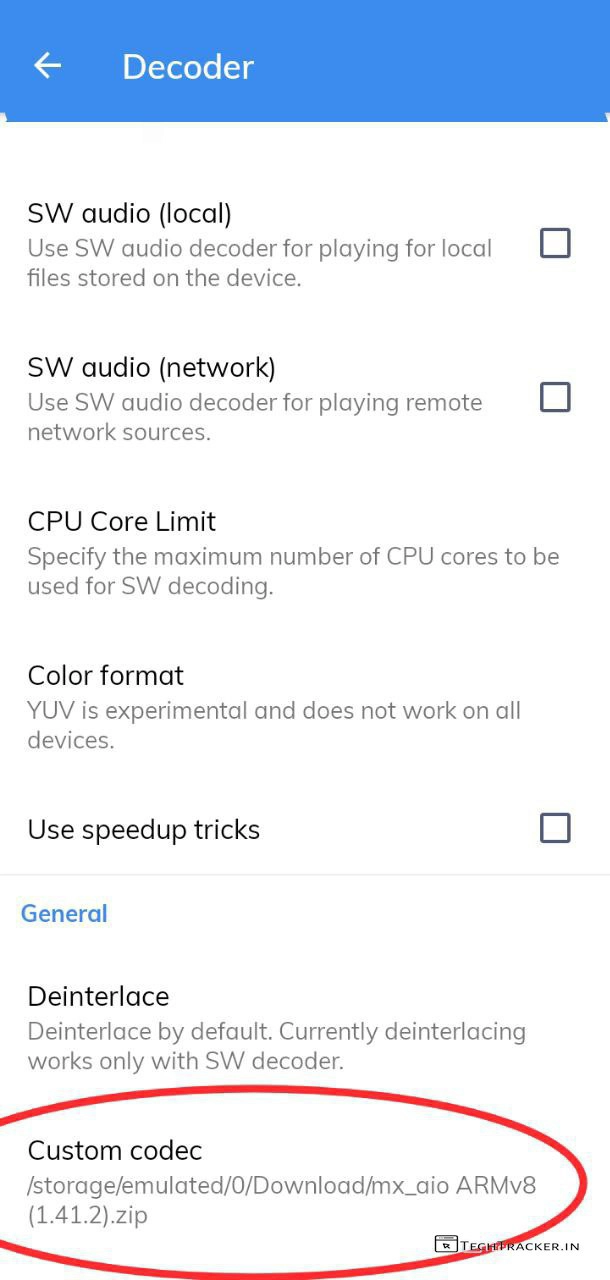 Decoder
SW audio (local)
Use SW audio decoder for playing for local
files stored on the device.
SW audio (network)
Use SW audio decoder for playing remote
network sources.
CPU Core Limit
Specify the maximum number of CPU cores to be
used for SW decoding.
Color format
YUV is experimental and does not work on all
devices.
Use speedup tricks
General
Deinterlace
Deinterlace by default. Currently deinterlacing
works only with SW decoder.
Custom codec
/storage/emulated/0/Download/mx_aio ARMv8
(1.41.2).zip
TECHTRACKER.IN